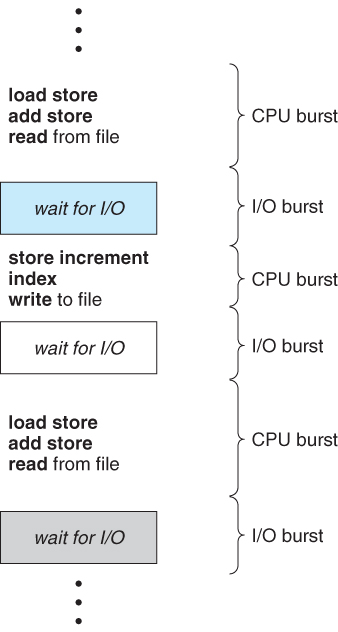 load store
add store
read from file
CPU burst
wait for I/O
I/O burst
store increment
index
write to file
CPU burst
wait for I/O
I/O burst
load store
add store
read from file
CPU burst
wait for I/O
I/O burst